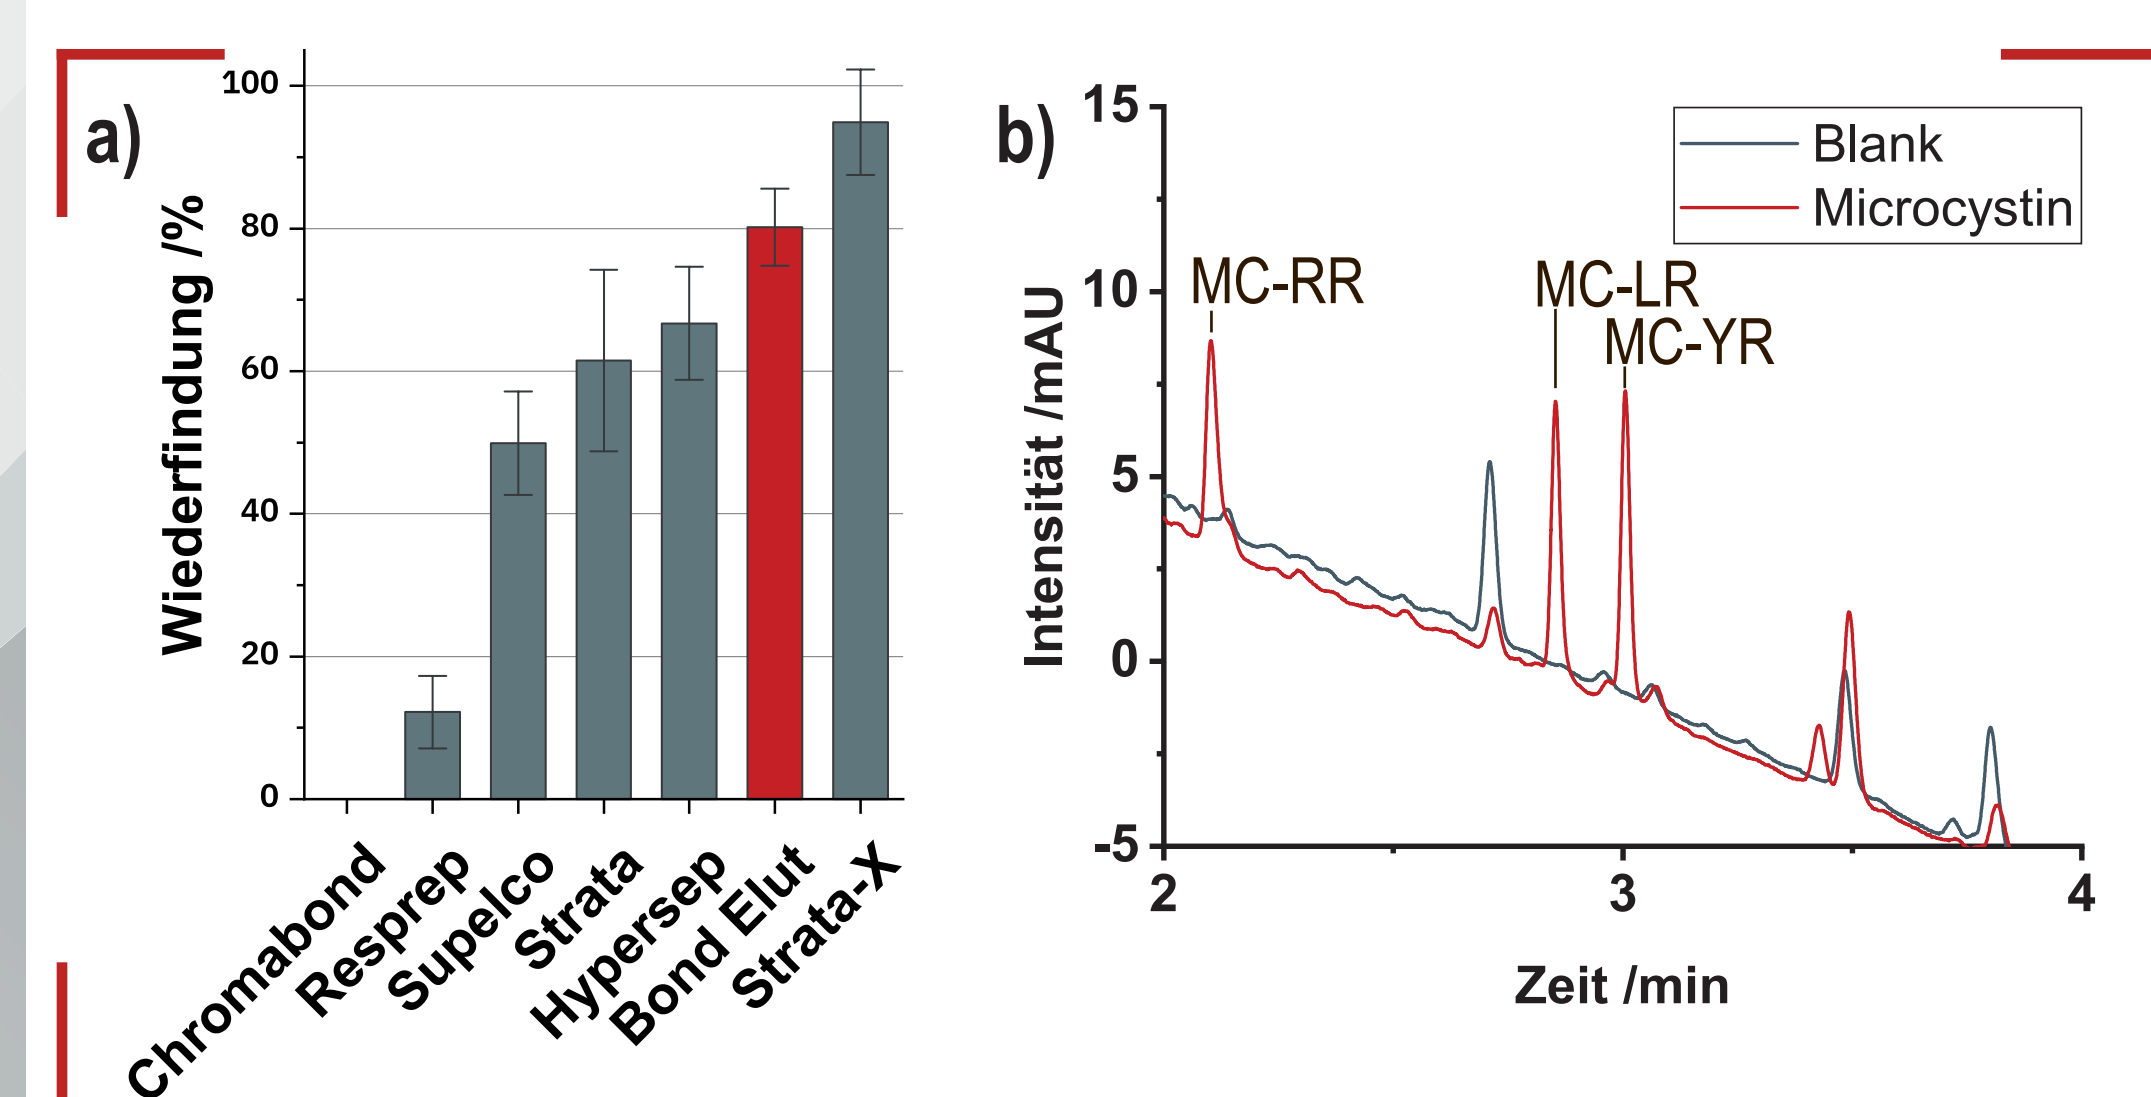 a)
Wiederfindung /%
100
80
60
40
20
0
Chromabond
Resprep
Supelco
Strata
Hypersep
Bond Elut
Strata-X
b)
Intensität /mAU
15
10
5
0
-5
2
3
4
Zeit /min
Blank
Microcystin
MC-RR
MC-LR
MC-YR